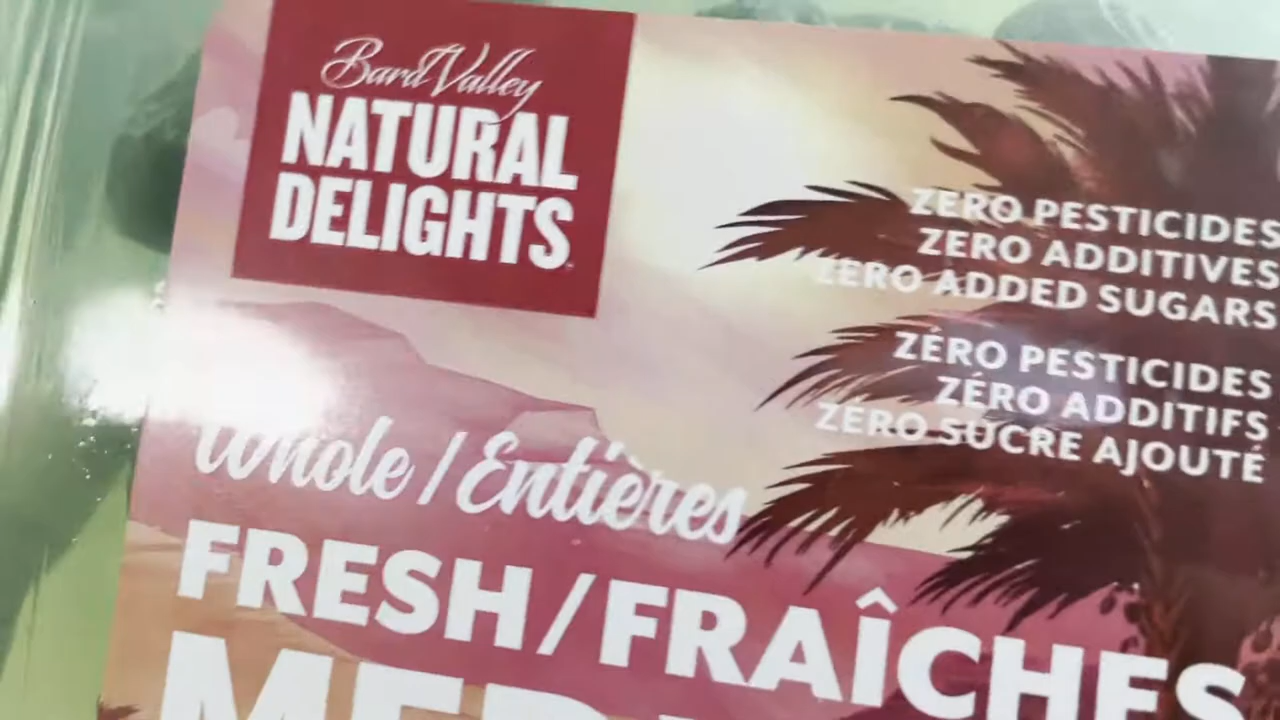 Bard Valley
NATURAL
DELIGHTS
ZERO PESTICIDES
ZERO ADDITIVES
ZERO ADDED SUGARS
ZÉRO PESTICIDES
ZÉRO ADDITIFS
ZÉRO SUCRE AJOUTÉ
Whole / Entières
FRESH/FRAÎCHES